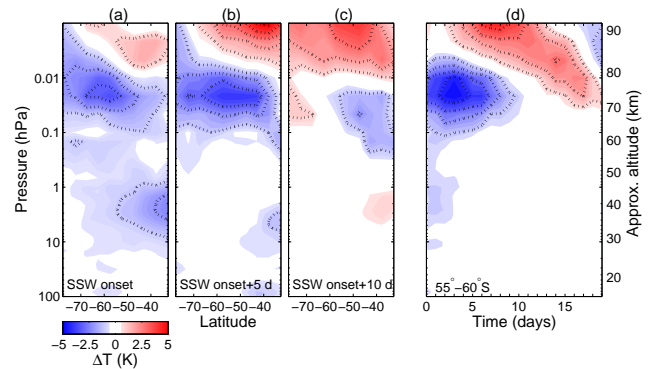 (a) (b) (c) (d)
Pressure (hPa)
0.01
0.1
1
10
100
SSW onset
SSW onset+5 d
SSW onset+10 d
55°−60°S
−70−60−50−40
−70−60−50−40
−70−60−50−40
Latitude
0 5 10 15
Time (days)
90
80
70
60
50
40
30
20
Approx. altitude (km)
−5 −2.5 0 2.5 5
ΔT (K)